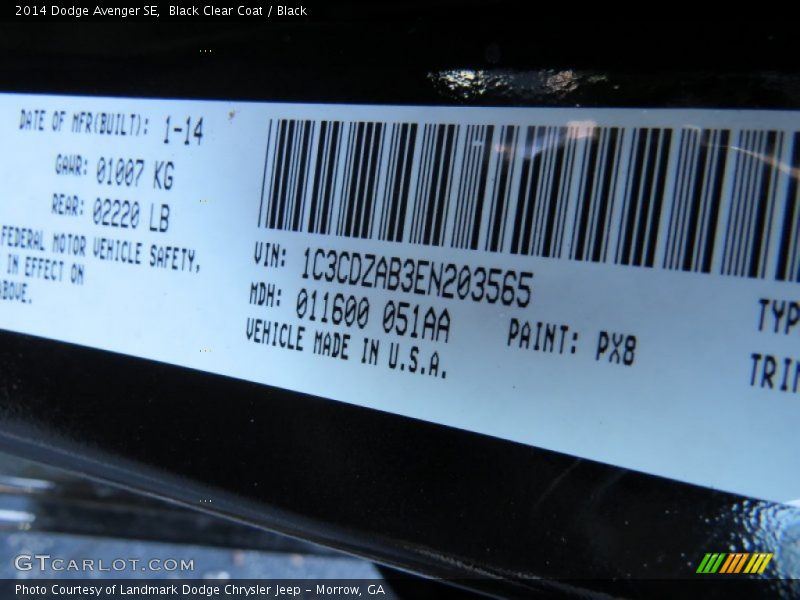 2014 Dodge Avenger SE,  Black Clear Coat / Black
DATE OF MFR(BUILT): 1-14
GAWR: 01007 KG
REAR: 02220 LB
FEDERAL MOTOR VEHICLE SAFETY,
IN EFFECT ON
ABOVE.
VIN: 1C3CDZAB3EN203565
MDH: 011600 051AA
VEHICLE MADE IN U.S.A.
PAINT: PX8
TYP
TRIM
GTCARLOT.COM
Photo Courtesy of Landmark Dodge Chrysler Jeep - Morrow, GA